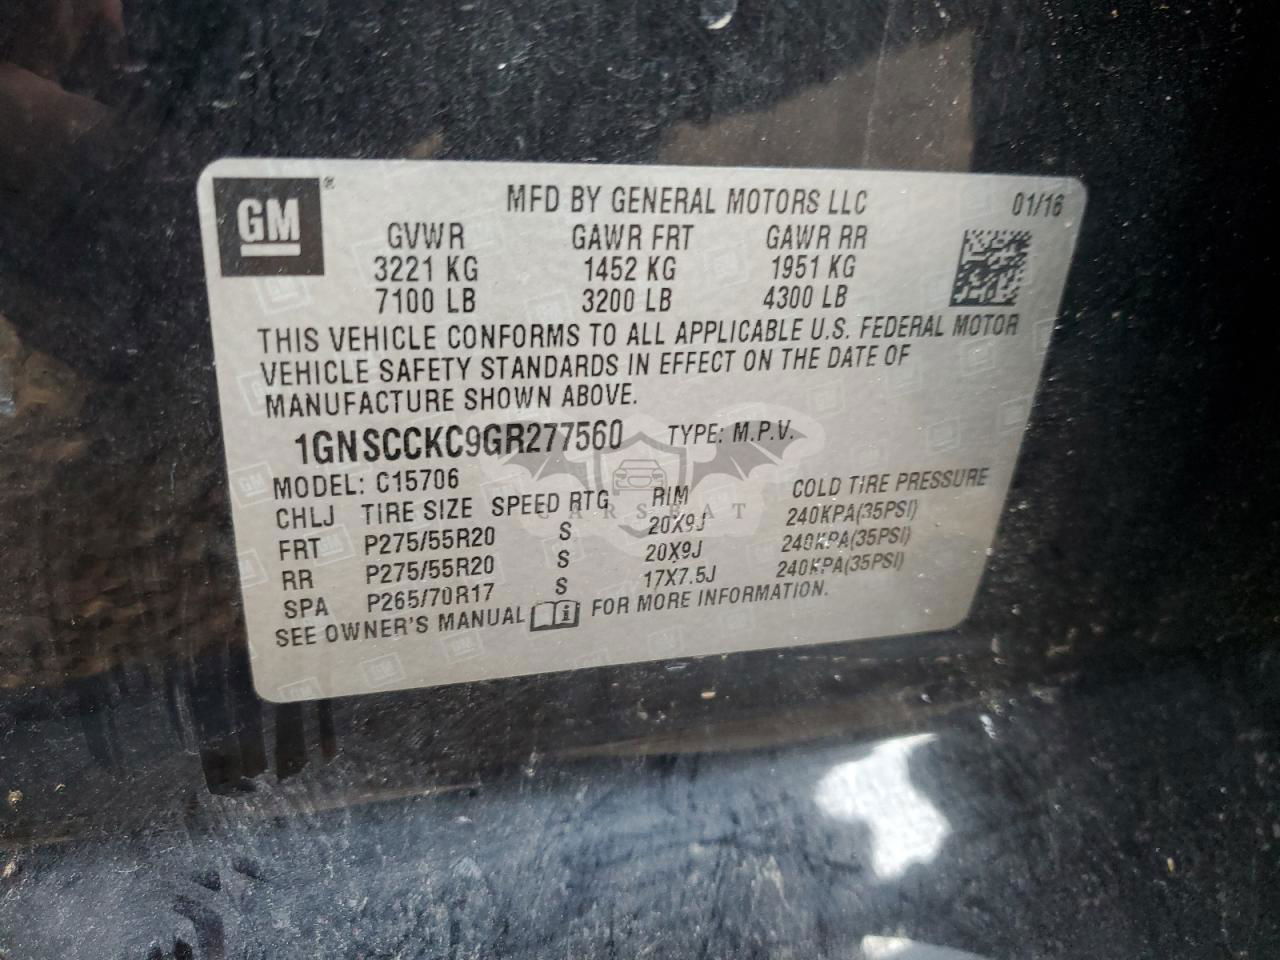 GM®
MFD BY GENERAL MOTORS LLC 01/16
GVWR GAWR FRT GAWR RR
3221 KG 1452 KG 1951 KG
7100 LB 3200 LB 4300 LB
THIS VEHICLE CONFORMS TO ALL APPLICABLE U.S. FEDERAL MOTOR
VEHICLE SAFETY STANDARDS IN EFFECT ON THE DATE OF
MANUFACTURE SHOWN ABOVE.
1GNSCCKC9GR277560 TYPE: M.P.V.
MODEL: C15706
CHLJ TIRE SIZE SPEED RTG RIM COLD TIRE PRESSURE
FRT P275/55R20 S 20X9J 240KPA(35PSI)
RR P275/55R20 S 20X9J 240KPA(35PSI)
SPA P265/70R17 S 17X7.5J 240KPA(35PSI)
SEE OWNER'S MANUAL FOR MORE INFORMATION.
CARSBAT